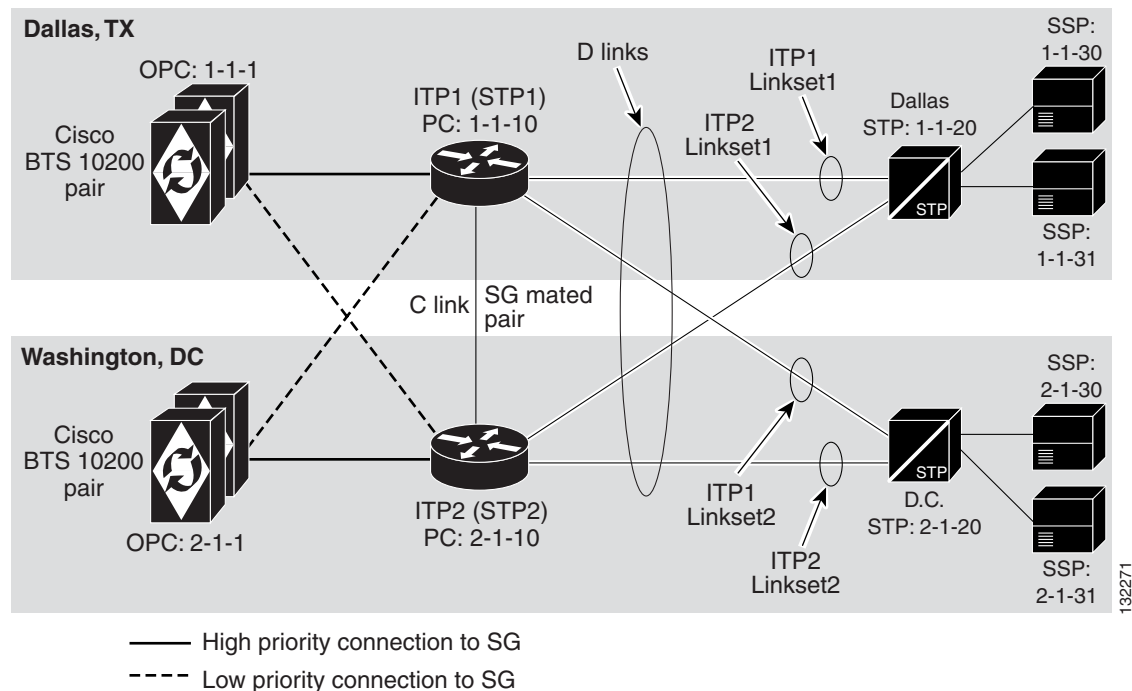 Dallas, TX
OPC: 1-1-1
Cisco
BTS 10200
pair
ITP1 (STP1)
PC: 1-1-10
D links
ITP1
Linkset1
ITP2
Linkset1
Dallas
STP: 1-1-20
STP
SSP:
1-1-30
SSP:
1-1-31
C link
SG mated
pair
Washington, DC
Cisco
BTS 10200
pair
OPC: 2-1-1
ITP2 (STP2)
PC: 2-1-10
ITP1
Linkset2
ITP2
Linkset2
STP
D.C.
STP: 2-1-20
SSP:
2-1-30
SSP:
2-1-31
132271
High priority connection to SG
Low priority connection to SG